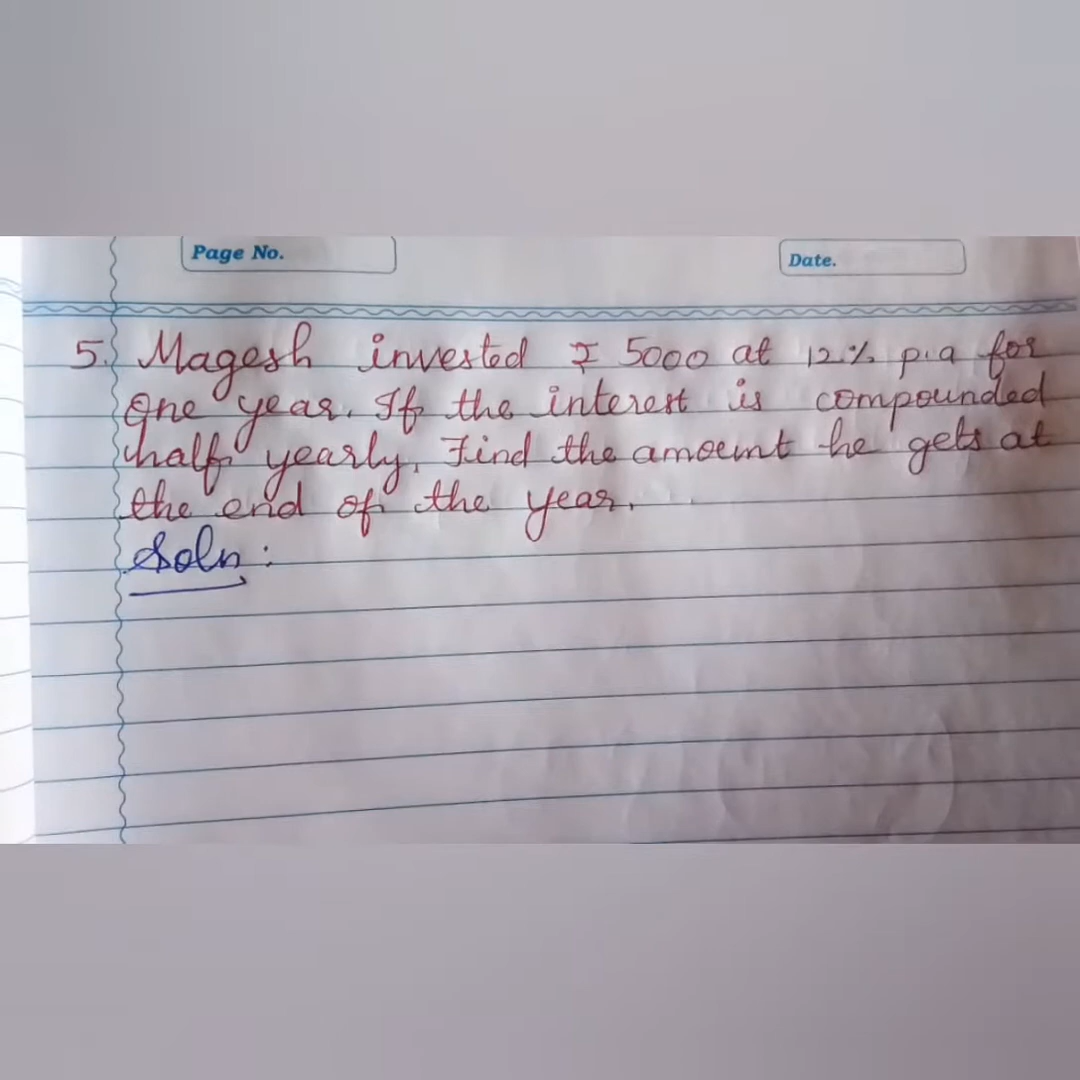 Page No.
Date.
5. Magesh invested ₹ 5000 at 12% p.a for
One year. If the interest is compounded
half yearly, Find the amount he gets at
the end of the year.
Soln :